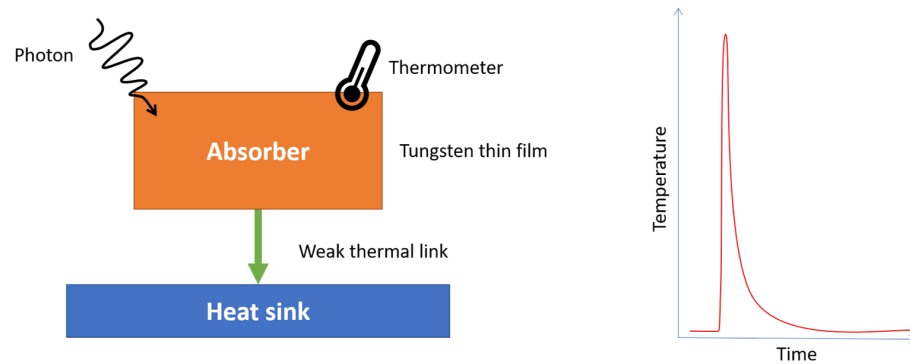 Photon
Thermometer
Absorber
Tungsten thin film
Weak thermal link
Heat sink
Temperature
Time